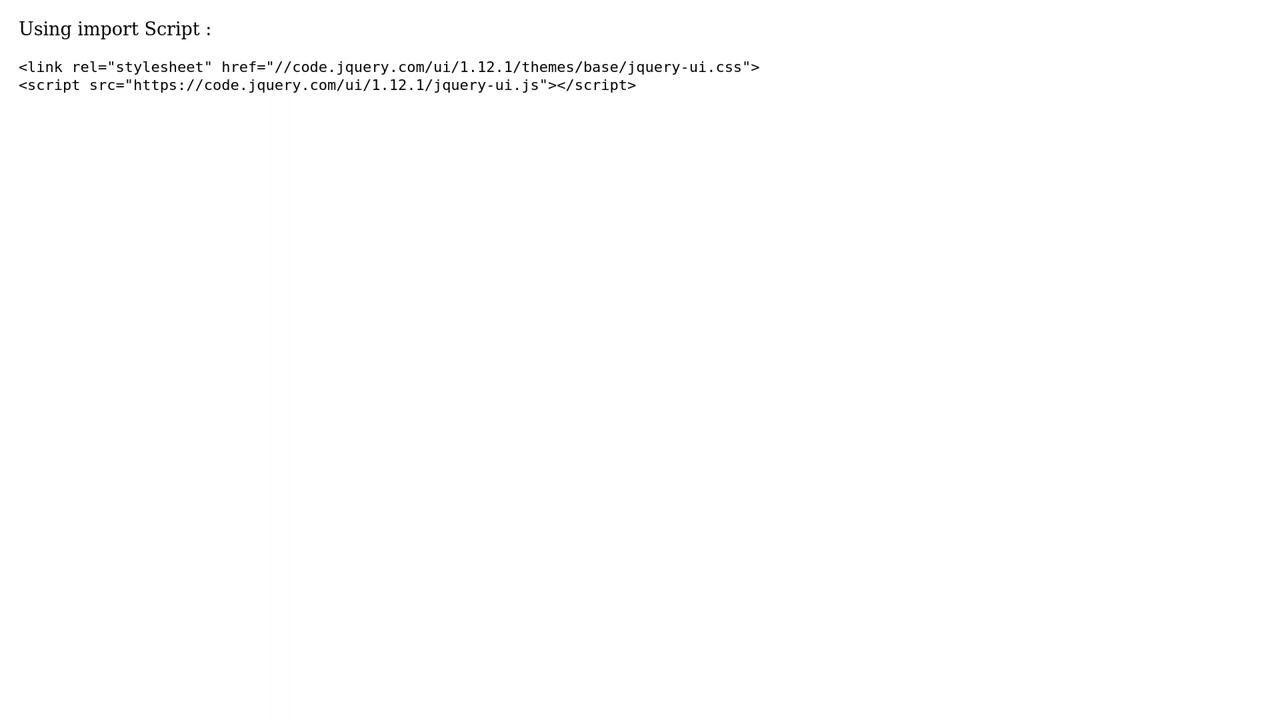 Using import Script :
<link rel="stylesheet" href="//code.jquery.com/ui/1.12.1/themes/base/jquery-ui.css">
<script src="https://code.jquery.com/ui/1.12.1/jquery-ui.js"></script>